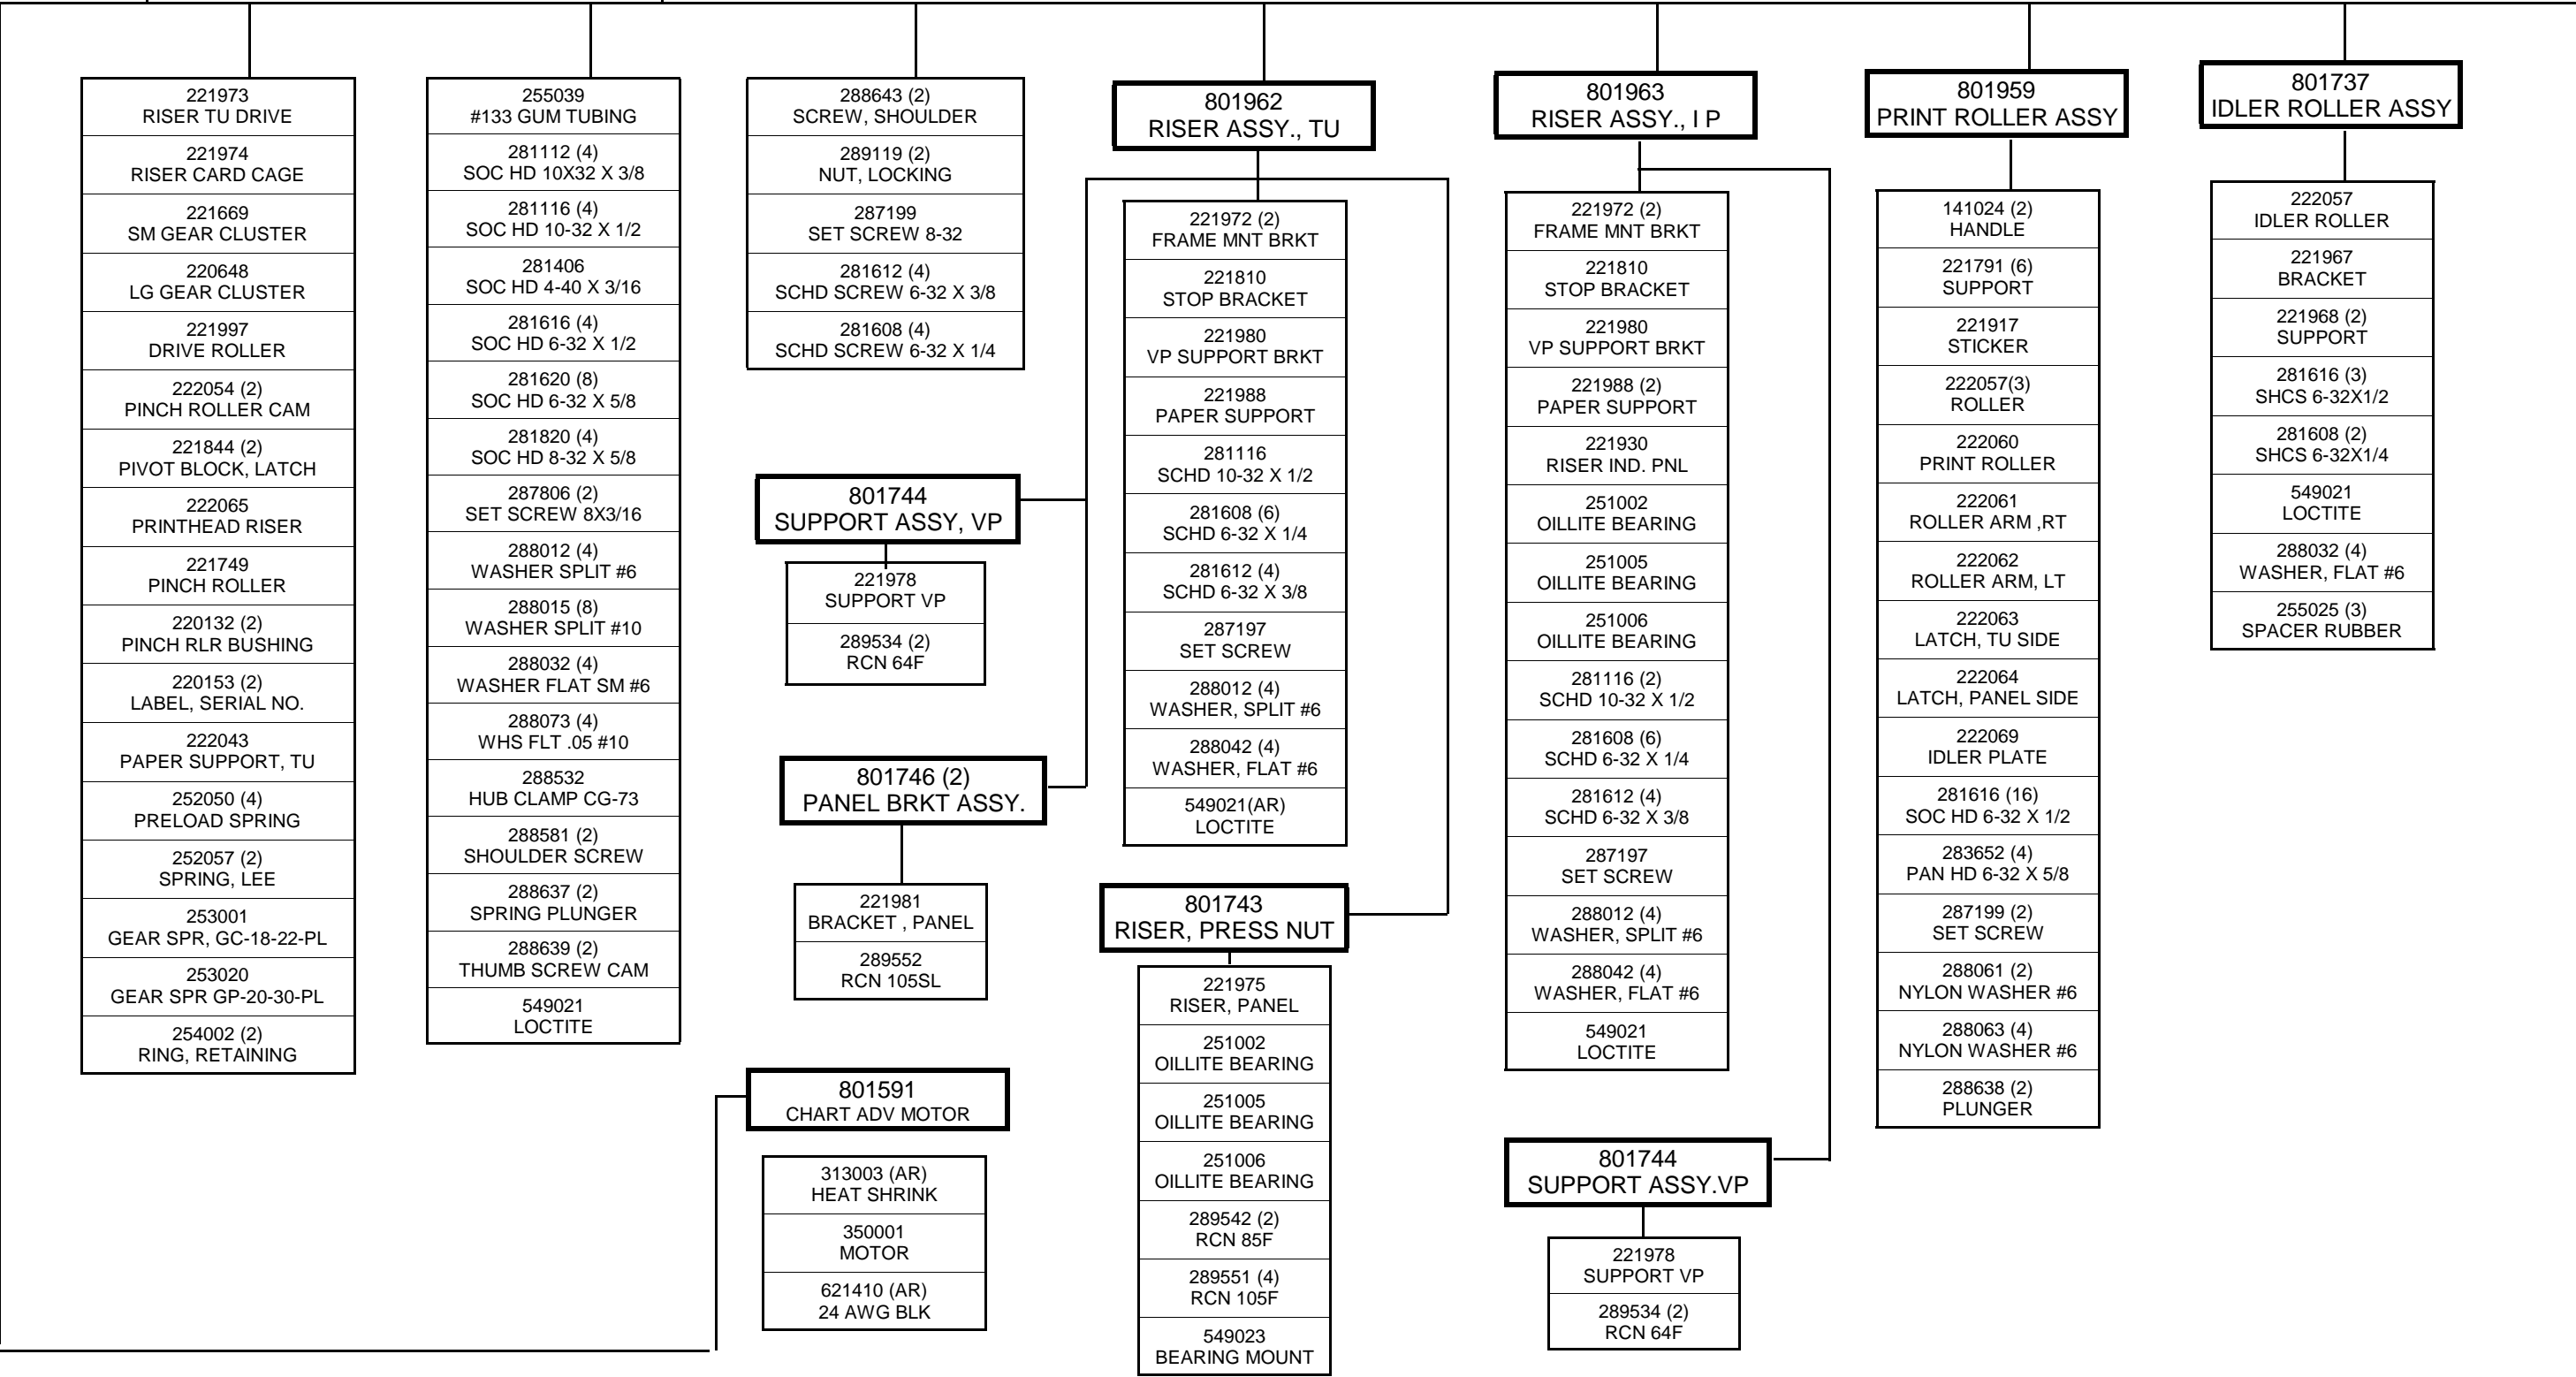 221973
RISER TU DRIVE
221974
RISER CARD CAGE
221669
SM GEAR CLUSTER
220648
LG GEAR CLUSTER
221997
DRIVE ROLLER
222054 (2)
PINCH ROLLER CAM
221844 (2)
PIVOT BLOCK, LATCH
222065
PRINTHEAD RISER
221749
PINCH ROLLER
220132 (2)
PINCH RLR BUSHING
220153 (2)
LABEL, SERIAL NO.
222043
PAPER SUPPORT, TU
252050 (4)
PRELOAD SPRING
252057 (2)
SPRING, LEE
253001
GEAR SPR, GC-18-22-PL
253020
GEAR SPR GP-20-30-PL
254002 (2)
RING, RETAINING
255039
#133 GUM TUBING
281112 (4)
SOC HD 10X32 X 3/8
281116 (4)
SOC HD 10-32 X 1/2
281406
SOC HD 4-40 X 3/16
281616 (4)
SOC HD 6-32 X 1/2
281620 (8)
SOC HD 6-32 X 5/8
281820 (4)
SOC HD 8-32 X 5/8
287806 (2)
SET SCREW 8X3/16
288012 (4)
WASHER SPLIT #6
288015 (8)
WASHER SPLIT #10
288032 (4)
WASHER FLAT SM #6
288073 (4)
WHS FLT .05 #10
288532
HUB CLAMP CG-73
288581 (2)
SHOULDER SCREW
288637 (2)
SPRING PLUNGER
288639 (2)
THUMB SCREW CAM
549021
LOCTITE
288643 (2)
SCREW, SHOULDER
289119 (2)
NUT, LOCKING
287199
SET SCREW 8-32
281612 (4)
SCHD SCREW 6-32 X 3/8
281608 (4)
SCHD SCREW 6-32 X 1/4
801744
SUPPORT ASSY, VP
221978
SUPPORT VP
289534 (2)
RCN 64F
801746 (2)
PANEL BRKT ASSY.
221981
BRACKET , PANEL
289552
RCN 105SL
801591
CHART ADV MOTOR
313003 (AR)
HEAT SHRINK
350001
MOTOR
621410 (AR)
24 AWG BLK
801962
RISER ASSY., TU
221972 (2)
FRAME MNT BRKT
221810
STOP BRACKET
221980
VP SUPPORT BRKT
221988
PAPER SUPPORT
281116
SCHD 10-32 X 1/2
281608 (6)
SCHD 6-32 X 1/4
281612 (4)
SCHD 6-32 X 3/8
287197
SET SCREW
288012 (4)
WASHER, SPLIT #6
288042 (4)
WASHER, FLAT #6
549021(AR)
LOCTITE
801743
RISER, PRESS NUT
221975
RISER, PANEL
251002
OILLITE BEARING
251005
OILLITE BEARING
251006
OILLITE BEARING
289542 (2)
RCN 85F
289551 (4)
RCN 105F
549023
BEARING MOUNT
801963
RISER ASSY., I P
221972 (2)
FRAME MNT BRKT
221810
STOP BRACKET
221980
VP SUPPORT BRKT
221988 (2)
PAPER SUPPORT
221930
RISER IND. PNL
251002
OILLITE BEARING
251005
OILLITE BEARING
251006
OILLITE BEARING
281116 (2)
SCHD 10-32 X 1/2
281608 (6)
SCHD 6-32 X 1/4
281612 (4)
SCHD 6-32 X 3/8
287197
SET SCREW
288012 (4)
WASHER, SPLIT #6
288042 (4)
WASHER, FLAT #6
549021
LOCTITE
801744
SUPPORT ASSY.VP
221978
SUPPORT VP
289534 (2)
RCN 64F
801959
PRINT ROLLER ASSY
141024 (2)
HANDLE
221791 (6)
SUPPORT
221917
STICKER
222057(3)
ROLLER
222060
PRINT ROLLER
222061
ROLLER ARM ,RT
222062
ROLLER ARM, LT
222063
LATCH, TU SIDE
222064
LATCH, PANEL SIDE
222069
IDLER PLATE
281616 (16)
SOC HD 6-32 X 1/2
283652 (4)
PAN HD 6-32 X 5/8
287199 (2)
SET SCREW
288061 (2)
NYLON WASHER #6
288063 (4)
NYLON WASHER #6
288638 (2)
PLUNGER
801737
IDLER ROLLER ASSY
222057
IDLER ROLLER
221967
BRACKET
221968 (2)
SUPPORT
281616 (3)
SHCS 6-32X1/2
281608 (2)
SHCS 6-32X1/4
549021
LOCTITE
288032 (4)
WASHER, FLAT #6
255025 (3)
SPACER RUBBER